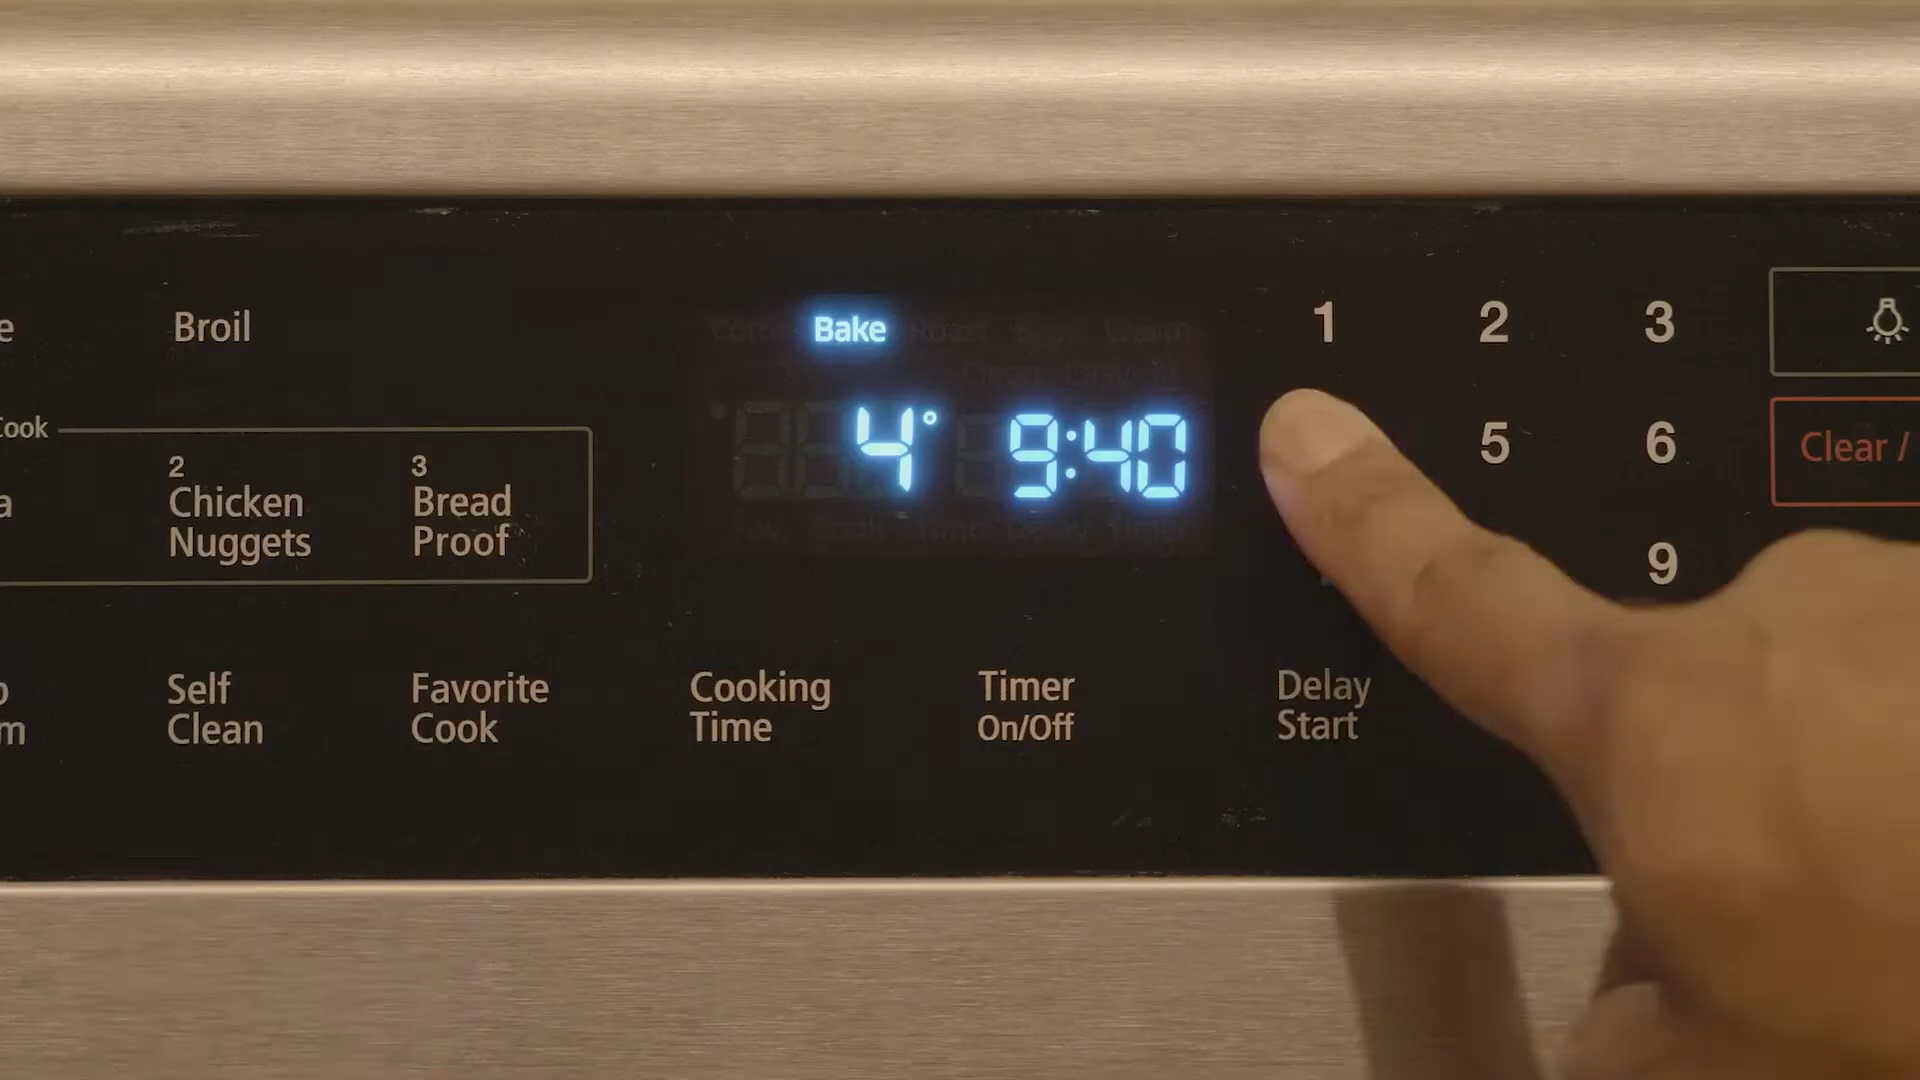 e
Broil
Bake
1
2
3
Cook
4° 9:40
5
6
Clear /
a
2
Chicken
Nuggets
3
Bread
Proof
9
Self
Clean
Favorite
Cook
Cooking
Time
Timer
On/Off
Delay
Start
m